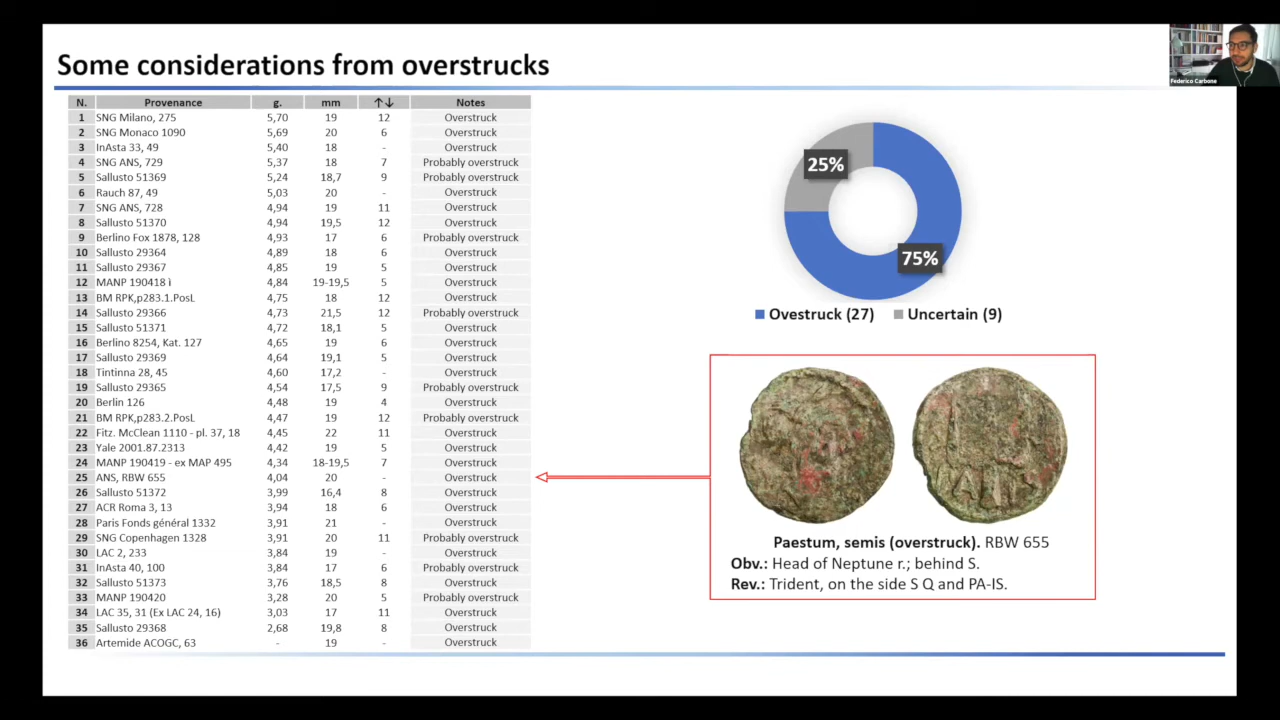 Some considerations from overstrucks
Federico Carbone
N. Provenance g. mm ↑↓ Notes
1 SNG Milano, 275 5,70 19 12 Overstruck
2 SNG Monaco 1090 5,69 20 6 Overstruck
3 InAsta 33, 49 5,40 18 - Overstruck
4 SNG ANS, 729 5,37 18 7 Probably overstruck
5 Sallusto 51369 5,24 18,7 9 Probably overstruck
6 Rauch 87, 49 5,03 20 - Overstruck
7 SNG ANS, 728 4,94 19 11 Overstruck
8 Sallusto 51370 4,94 19,5 12 Overstruck
9 Berlino Fox 1878, 128 4,93 17 6 Probably overstruck
10 Sallusto 29364 4,89 18 6 Overstruck
11 Sallusto 29367 4,85 19 5 Overstruck
12 MANP 190418 ì 4,84 19-19,5 5 Overstruck
13 BM RPK,p283.1.PosL 4,75 18 12 Overstruck
14 Sallusto 29366 4,73 21,5 12 Probably overstruck
15 Sallusto 51371 4,72 18,1 5 Overstruck
16 Berlino 8254, Kat. 127 4,65 19 6 Overstruck
17 Sallusto 29369 4,64 19,1 5 Overstruck
18 Tintinna 28, 45 4,60 17,2 - Overstruck
19 Sallusto 29365 4,54 17,5 9 Probably overstruck
20 Berlin 126 4,48 19 4 Overstruck
21 BM RPK,p283.2.PosL 4,47 19 12 Probably overstruck
22 Fitz. McClean 1110 - pl. 37, 18 4,45 22 11 Overstruck
23 Yale 2001.87.2313 4,42 19 5 Overstruck
24 MANP 190419 - ex MAP 495 4,34 18-19,5 7 Overstruck
25 ANS, RBW 655 4,04 20 - Overstruck
26 Sallusto 51372 3,99 16,4 8 Overstruck
27 ACR Roma 3, 13 3,94 18 6 Overstruck
28 Paris Fonds général 1332 3,91 21 - Overstruck
29 SNG Copenhagen 1328 3,91 20 11 Probably overstruck
30 LAC 2, 233 3,84 19 - Overstruck
31 InAsta 40, 100 3,84 17 6 Probably overstruck
32 Sallusto 51373 3,76 18,5 8 Overstruck
33 MANP 190420 3,28 20 5 Probably overstruck
34 LAC 35, 31 (Ex LAC 24, 16) 3,03 17 11 Overstruck
35 Sallusto 29368 2,68 19,8 8 Overstruck
36 Artemide ACOGC, 63 - 19 - Overstruck
25%
75%
Ovestruck (27) Uncertain (9)
Paestum, semis (overstruck). RBW 655
Obv.: Head of Neptune r.; behind S.
Rev.: Trident, on the side S Q and PA-IS.